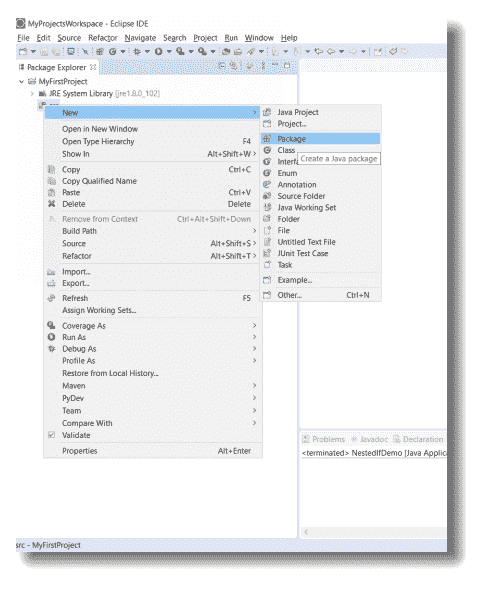 MyProjectsWorkspace - Eclipse IDE
File Edit Source Refactor Navigate Search Project Run Window Help
Package Explorer
MyFirstProject
JRE System Library [jre1.8.0_102]
src
New
Open in New Window
Open Type Hierarchy F4
Show In Alt+Shift+W >
Copy Ctrl+C
Copy Qualified Name
Paste Ctrl+V
Delete Delete
Remove from Context Ctrl+Alt+Shift+Down
Build Path
Source Alt+Shift+S >
Refactor Alt+Shift+T >
Import...
Export...
Refresh F5
Assign Working Sets...
Coverage As
Run As
Debug As
Profile As
Restore from Local History...
Maven
PyDev
Team
Compare With
Validate
Properties Alt+Enter
Java Project
Project...
Package
Class
Create a Java package
Interfa
Enum
Annotation
Source Folder
Java Working Set
Folder
File
Untitled Text File
JUnit Test Case
Task
Example...
Other... Ctrl+N
Problems @ Javadoc Declaration
<terminated> NestedIfDemo [Java Applic
src - MyFirstProject